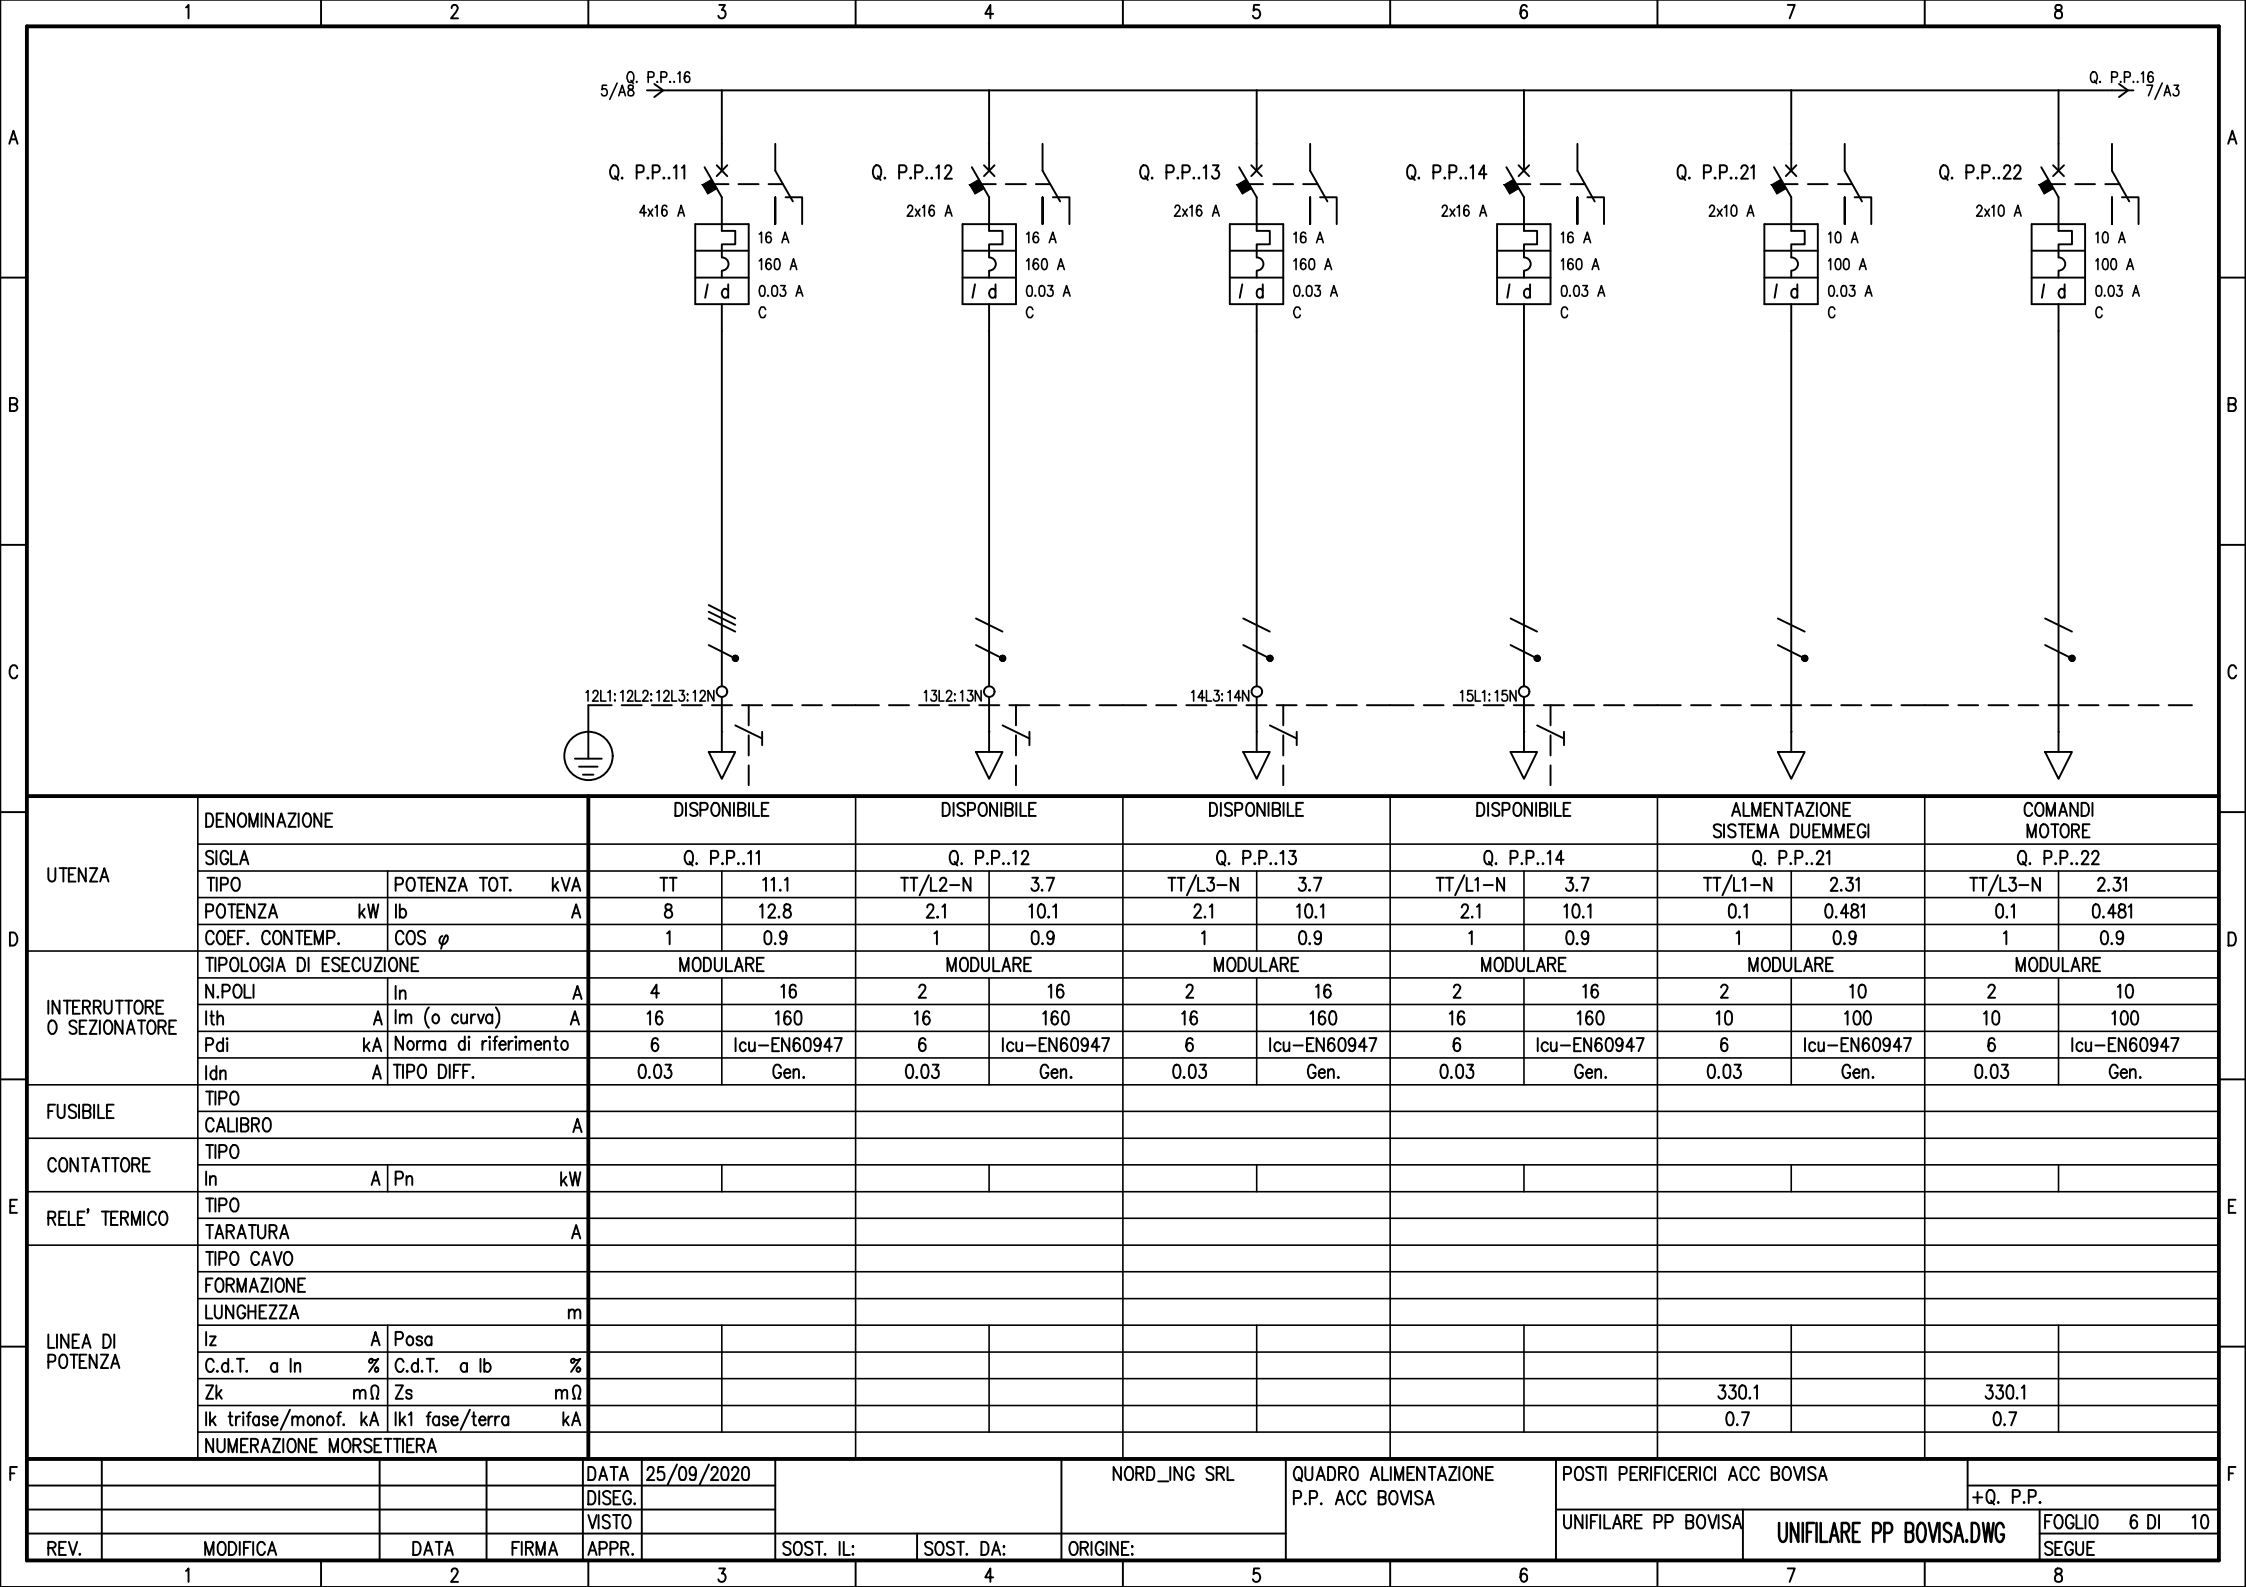 1 2 3 4 5 6 7 8
Q. P.P..16 Q. P.P..16
5/A8 7/A3
A A
Q. P.P..11 Q. P.P..12 Q. P.P..13 Q. P.P..14 Q. P.P..21 Q. P.P..22
4x16 A 2x16 A 2x16 A 2x16 A 2x10 A 2x10 A
16 A 16 A 16 A 16 A 10 A 10 A
160 A 160 A 160 A 160 A 100 A 100 A
I d 0.03 A I d 0.03 A I d 0.03 A I d 0.03 A I d 0.03 A I d 0.03 A
C C C C C C
B B
C C
12L1:12L2:12L3:12N 13L2:13N 14L3:14N 15L1:15N
UTENZA
DENOMINAZIONE DISPONIBILE DISPONIBILE DISPONIBILE DISPONIBILE ALMENTAZIONE SISTEMA DUEMMEGI COMANDI MOTORE
SIGLA Q. P.P..11 Q. P.P..12 Q. P.P..13 Q. P.P..14 Q. P.P..21 Q. P.P..22
TIPO POTENZA TOT. kVA TT 11.1 TT/L2-N 3.7 TT/L3-N 3.7 TT/L1-N 3.7 TT/L1-N 2.31 TT/L3-N 2.31
POTENZA kW Ib A 8 12.8 2.1 10.1 2.1 10.1 2.1 10.1 0.1 0.481 0.1 0.481
D COEF. CONTEMP. COS φ 1 0.9 1 0.9 1 0.9 1 0.9 1 0.9 1 0.9 D
INTERRUTTORE
O SEZIONATORE
TIPOLOGIA DI ESECUZIONE MODULARE MODULARE MODULARE MODULARE MODULARE MODULARE
N.POLI In A 4 16 2 16 2 16 2 16 2 10 2 10
Ith A Im (o curva) A 16 160 16 160 16 160 16 160 10 100 10 100
Pdi kA Norma di riferimento 6 Icu-EN60947 6 Icu-EN60947 6 Icu-EN60947 6 Icu-EN60947 6 Icu-EN60947 6 Icu-EN60947
Idn A TIPO DIFF. 0.03 Gen. 0.03 Gen. 0.03 Gen. 0.03 Gen. 0.03 Gen. 0.03 Gen.
FUSIBILE
TIPO
CALIBRO A
CONTATTORE
TIPO
In A Pn kW
E RELE' TERMICO E
TIPO
TARATURA A
LINEA DI
POTENZA
TIPO CAVO
FORMAZIONE
LUNGHEZZA m
Iz A Posa
C.d.T. a In % C.d.T. a Ib %
Zk mΩ Zs mΩ 330.1 330.1
Ik trifase/monof. kA Ik1 fase/terra kA 0.7 0.7
NUMERAZIONE MORSETTIERA
F F
DATA 25/09/2020 NORD_ING SRL QUADRO ALIMENTAZIONE POSTI PERIFICERICI ACC BOVISA
DISEG. P.P. ACC BOVISA +Q. P.P.
VISTO UNIFILARE PP BOVISA UNIFILARE PP BOVISA.DWG FOGLIO 6 DI 10
REV. MODIFICA DATA FIRMA APPR. SOST. IL: SOST. DA: ORIGINE: SEGUE
1 2 3 4 5 6 7 8